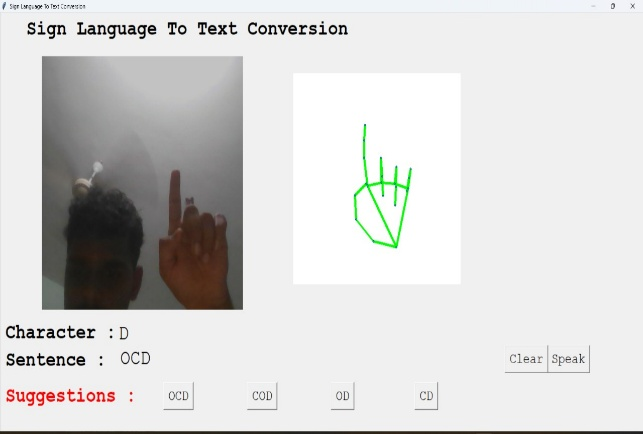 Sign Language To Text Conversion
Sign Language To Text Conversion
Character : D
Sentence : OCD
Clear Speak
Suggestions : OCD COD OD CD